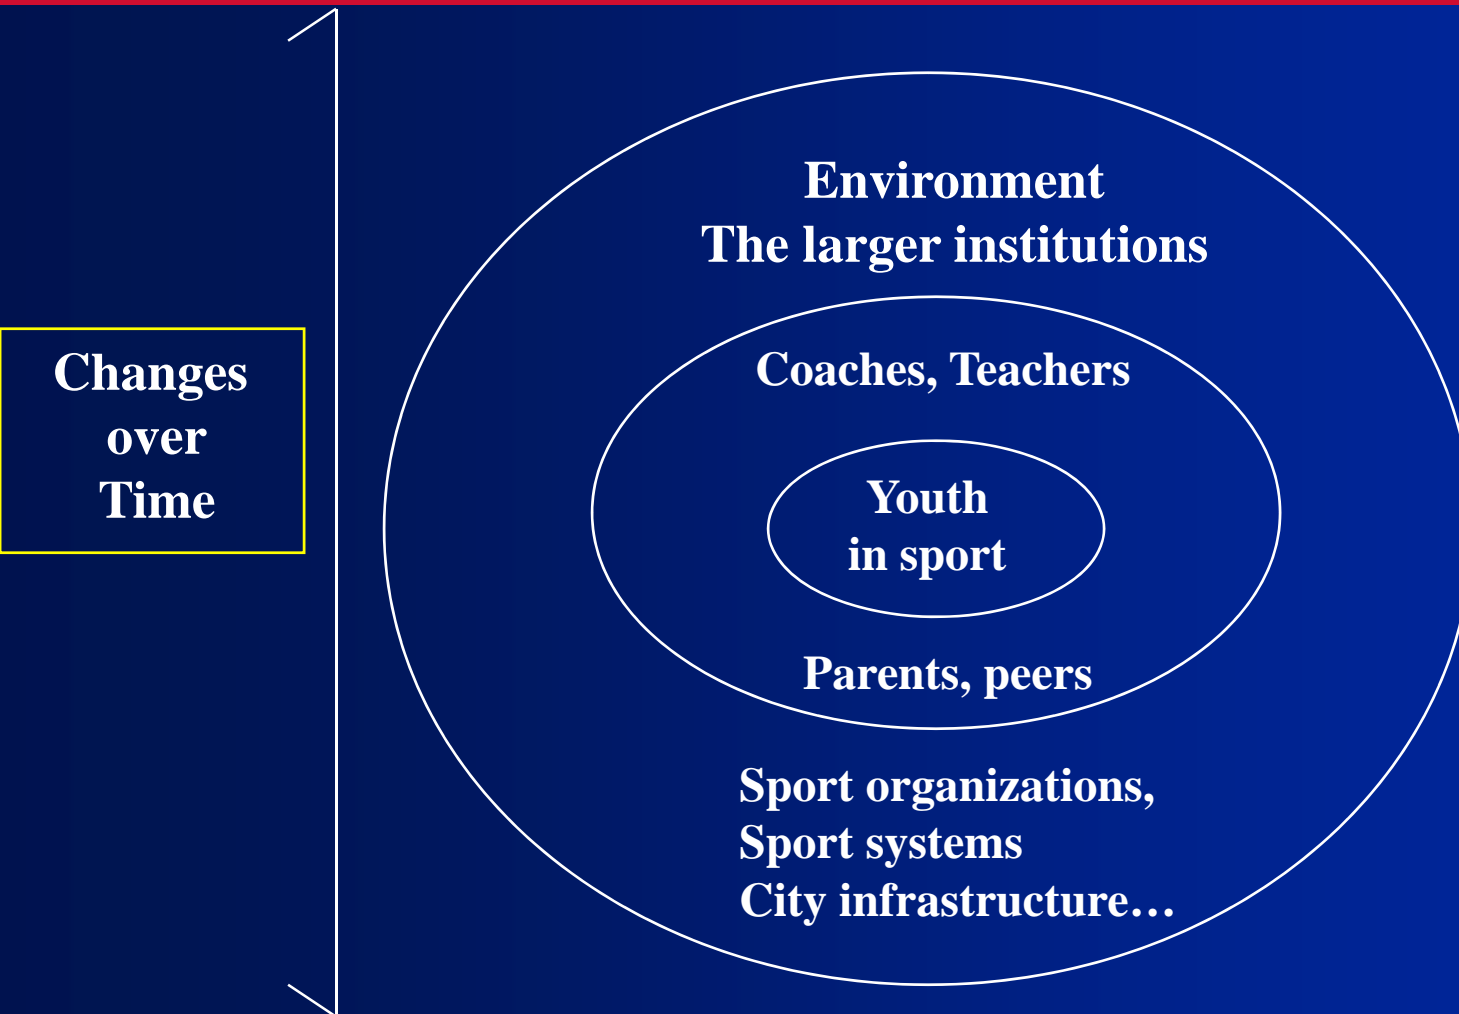 Changes
over
Time
Environment
The larger institutions
Coaches, Teachers
Youth
in sport
Parents, peers
Sport organizations,
Sport systems
City infrastructure…